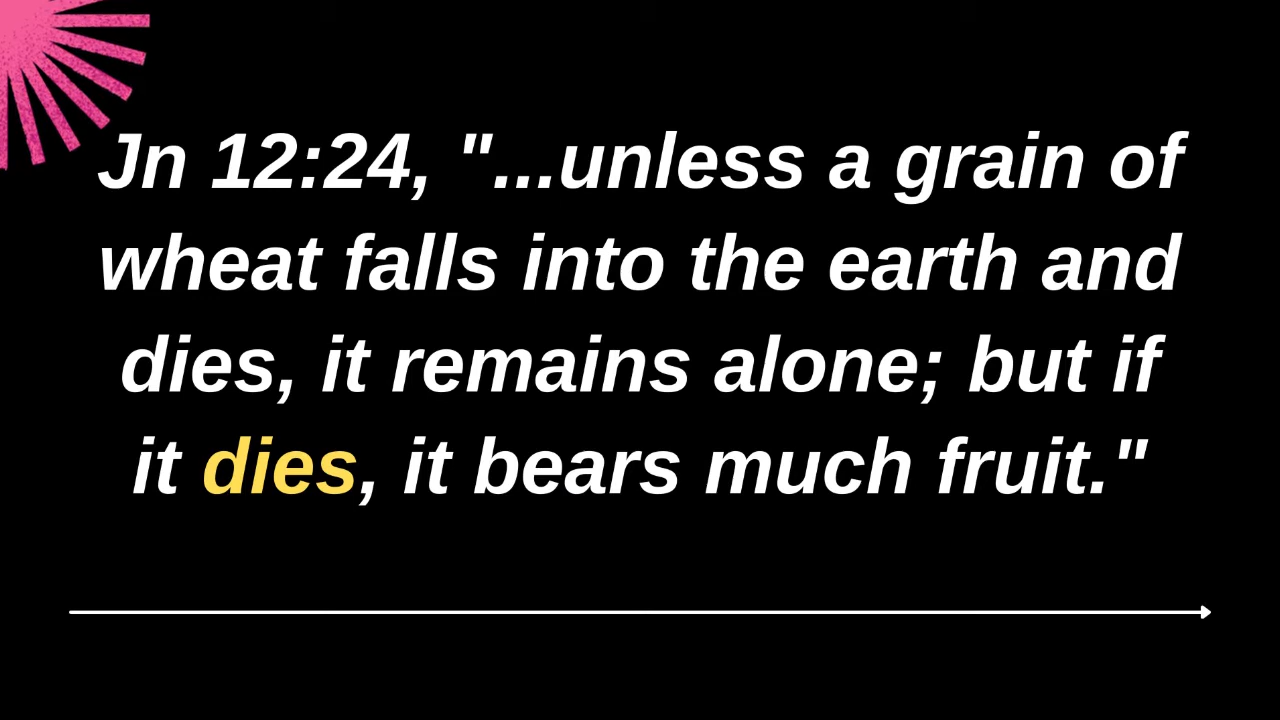 Jn 12:24, "...unless a grain of
wheat falls into the earth and
dies, it remains alone; but if
it dies, it bears much fruit."